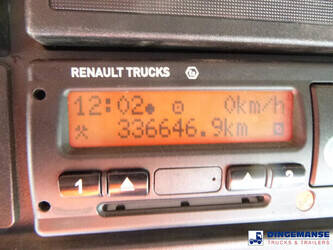 RENAULT TRUCKS
12:02 0km/h
336646.9km
1 2
DINGEMANSE
TRUCKS & TRAILERS